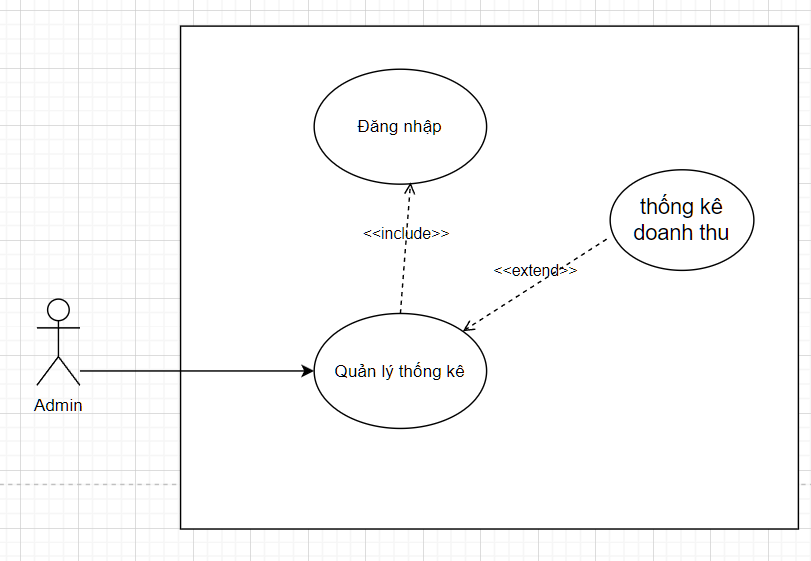 Đăng nhập
thống kê
doanh thu
<<include>>
<<extend>>
Quản lý thống kê
Admin